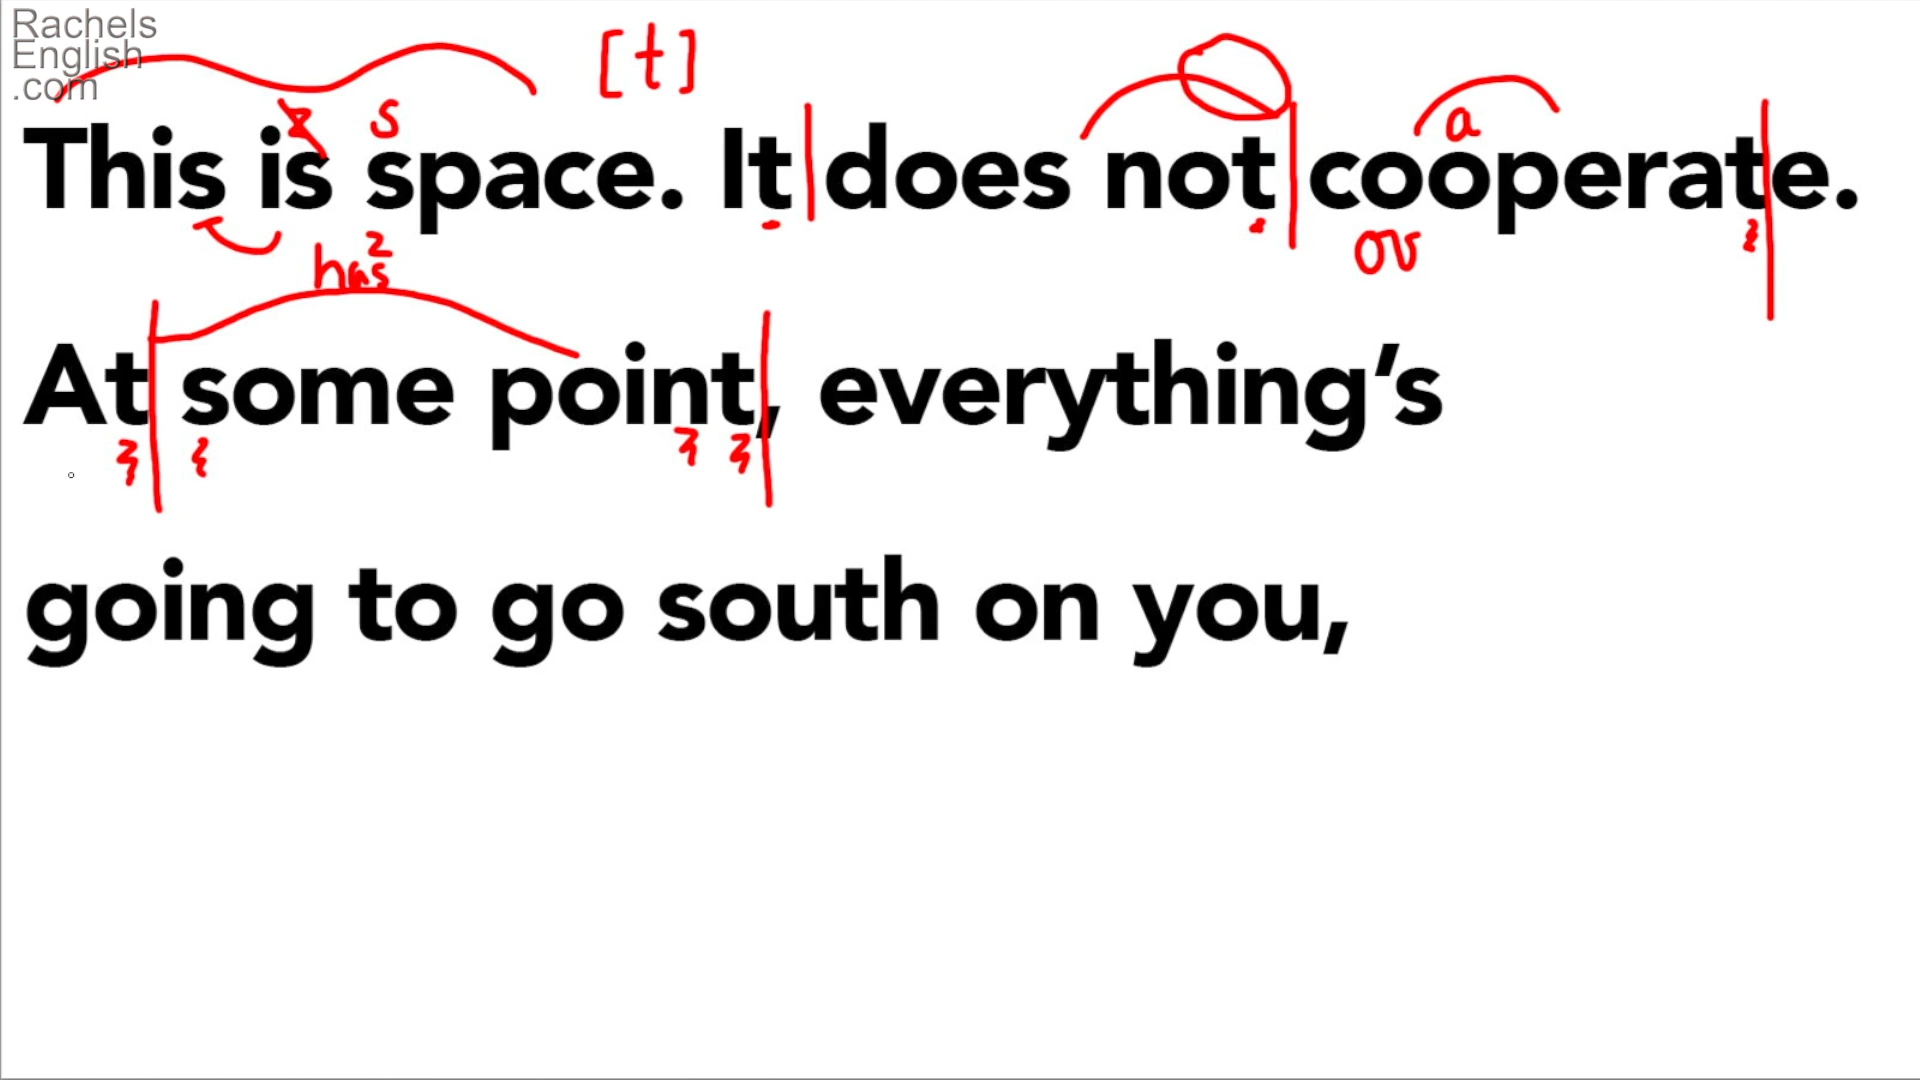 Rachels
English
.com
[t]
z s a
This is space. It does not cooperate.
has z ov
At some point, everything’s
going to go south on you,